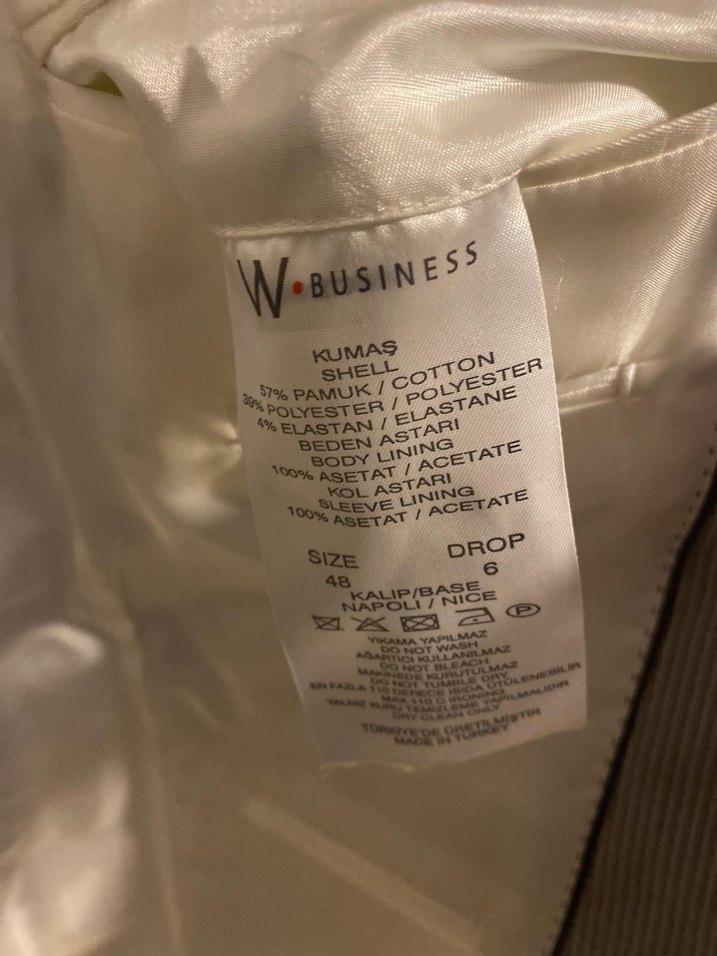 W•BUSINESS
KUMAŞ
SHELL
57% PAMUK / COTTON
39% POLYESTER / POLYESTER
4% ELASTAN / ELASTANE
BEDEN ASTARI
BODY LINING
100% ASETAT / ACETATE
KOL ASTARI
SLEEVE LINING
100% ASETAT / ACETATE
SIZE DROP
48 6
KALIP/BASE
NAPOLI / NICE
P
YIKAMA YAPILMAZ
DO NOT WASH
AĞARTICI KULLANILMAZ
DO NOT BLEACH
MAKİNEDE KURUTULMAZ
DO NOT TUMBLE DRY
EN FAZLA 110 DERECE ISIDA ÜTÜLENEBİLİR
MAX 110 C IRONING
YALNIZ KURU TEMİZLEME YAPILMALIDIR
DRY CLEAN ONLY
TÜRKİYE'DE ÜRETİLMİŞTİR
MADE IN TURKEY